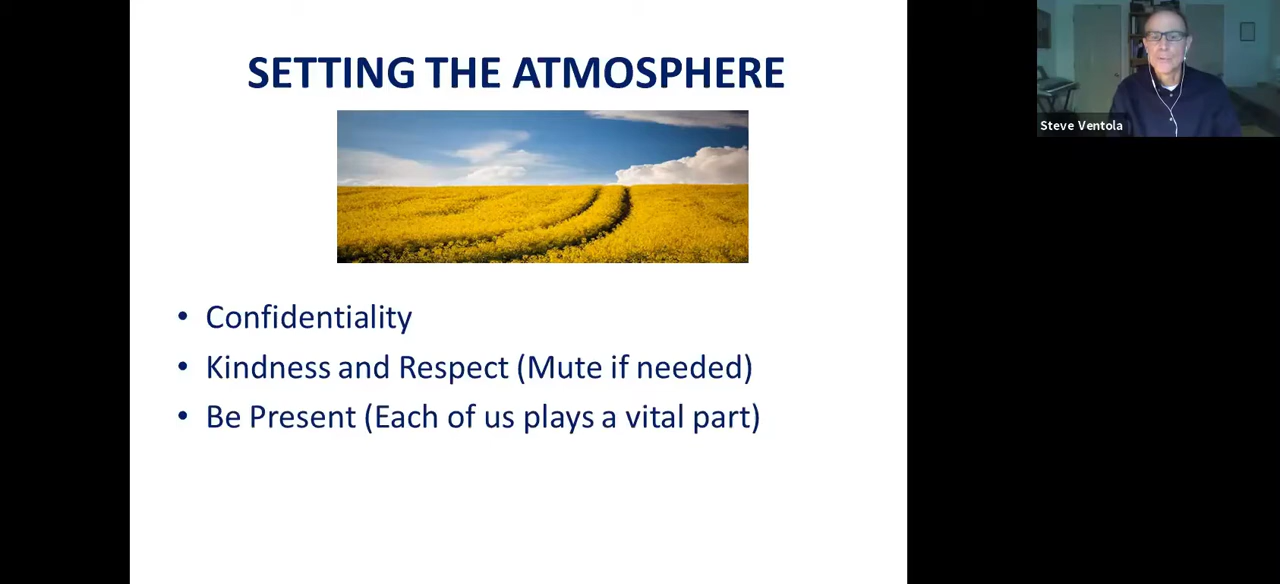 SETTING THE ATMOSPHERE
Steve Ventola
• Confidentiality
• Kindness and Respect (Mute if needed)
• Be Present (Each of us plays a vital part)